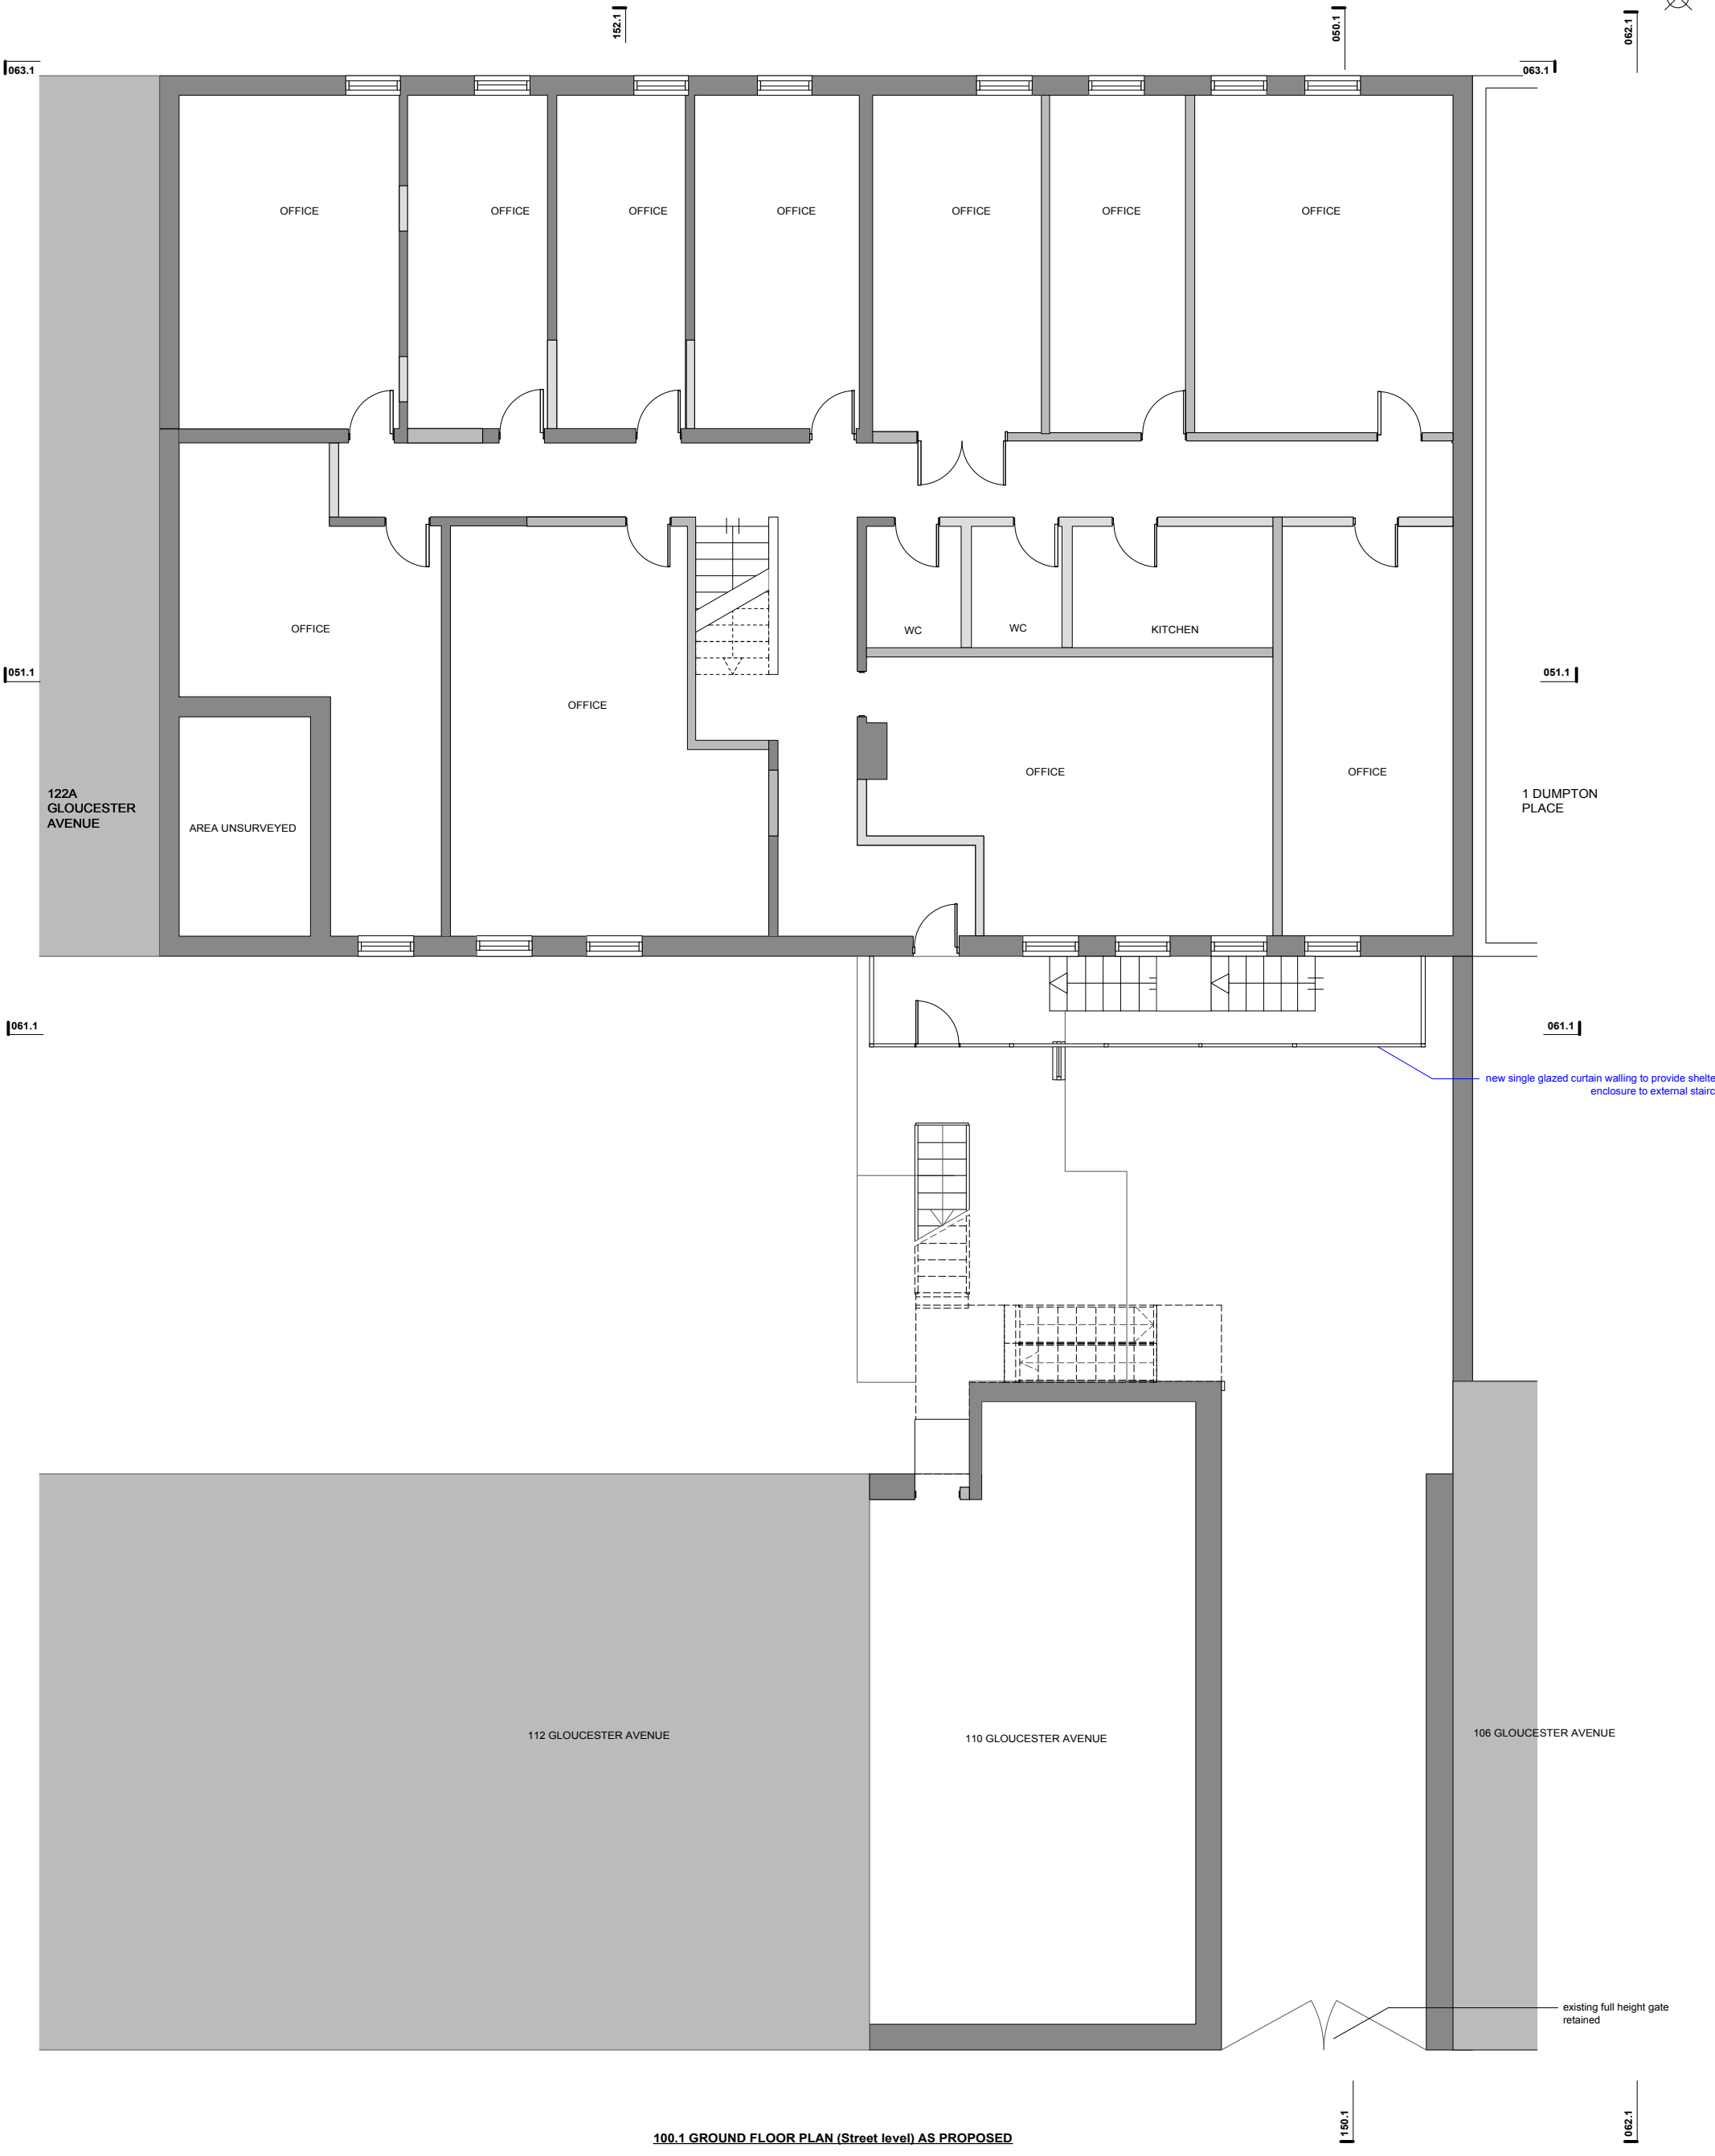 152.1
050.1
062.1
063.1
063.1
OFFICE
OFFICE
OFFICE
OFFICE
OFFICE
OFFICE
OFFICE
OFFICE
WC
WC
KITCHEN
051.1
051.1
OFFICE
OFFICE
OFFICE
122A
GLOUCESTER
AVENUE
1 DUMPTON
PLACE
AREA UNSURVEYED
061.1
061.1
new single glazed curtain walling to provide shelte
enclosure to external stairc
112 GLOUCESTER AVENUE
110 GLOUCESTER AVENUE
106 GLOUCESTER AVENUE
existing full height gate
retained
150.1
062.1
100.1 GROUND FLOOR PLAN (Street level) AS PROPOSED